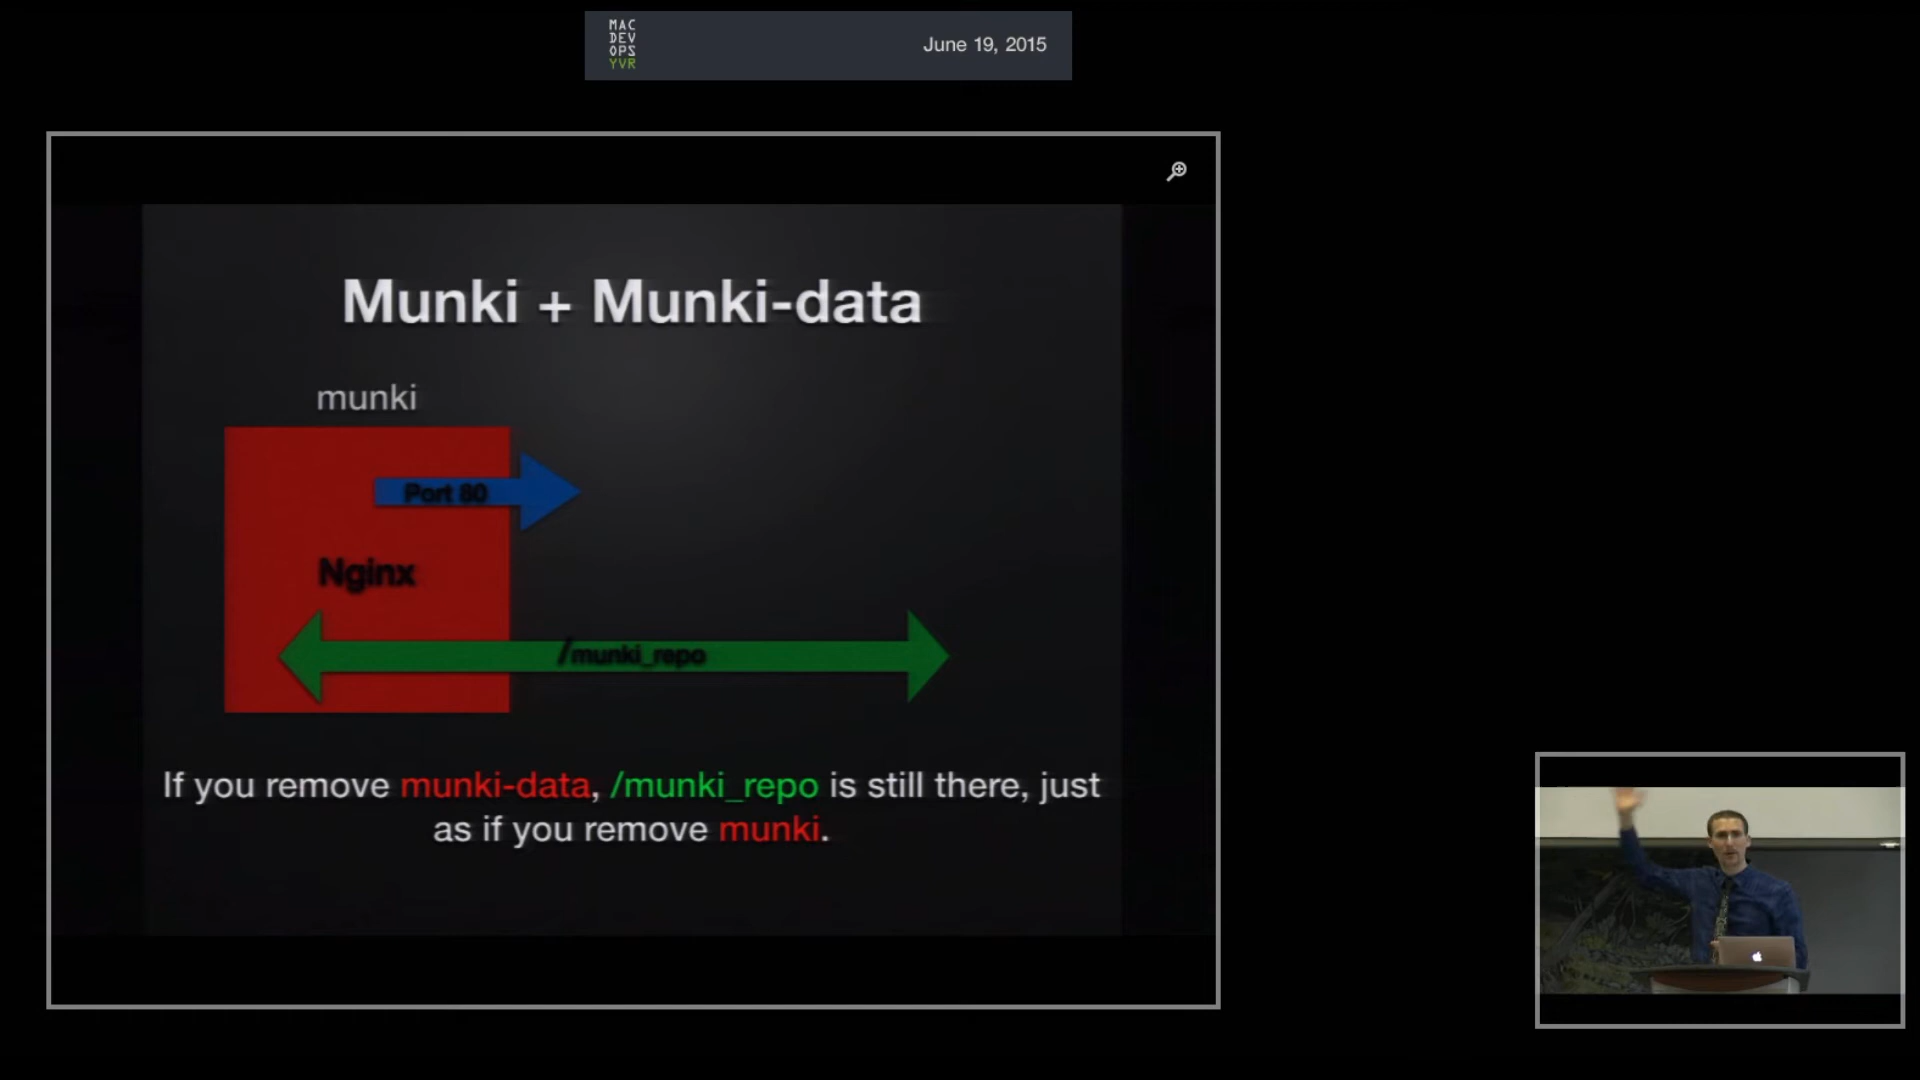 MAC
DEV
OPS
YVR
June 19, 2015
Munki + Munki-data
munki
Port 80
Nginx
/munki_repo
If you remove munki-data, /munki_repo is still there, just
as if you remove munki.